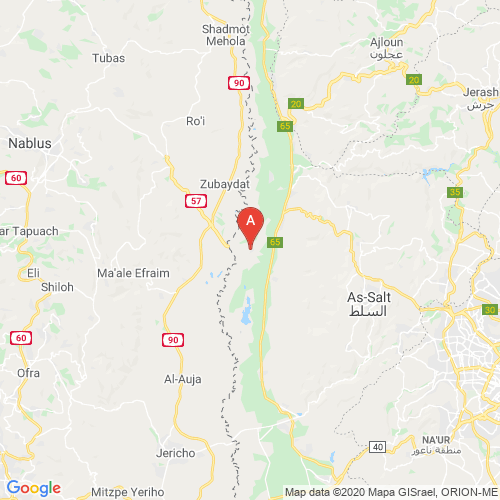 Shadmot
Mehola
Ajloun
عجلون
Tubas
90
20
20
Jerash
جرش
Ro'i
65
Nablus
60
Zubaydat
35
57
A
ar Tapuach
65
Eli
Ma'ale Efraim
Shiloh
As-Salt
السلط
30
60
90
Ofra
Al-Auja
NA'UR
منطقة ناعور
40
Jericho
Google
Mitzpe Yeriho
Map data ©2020 Mapa GISrael, ORION-ME